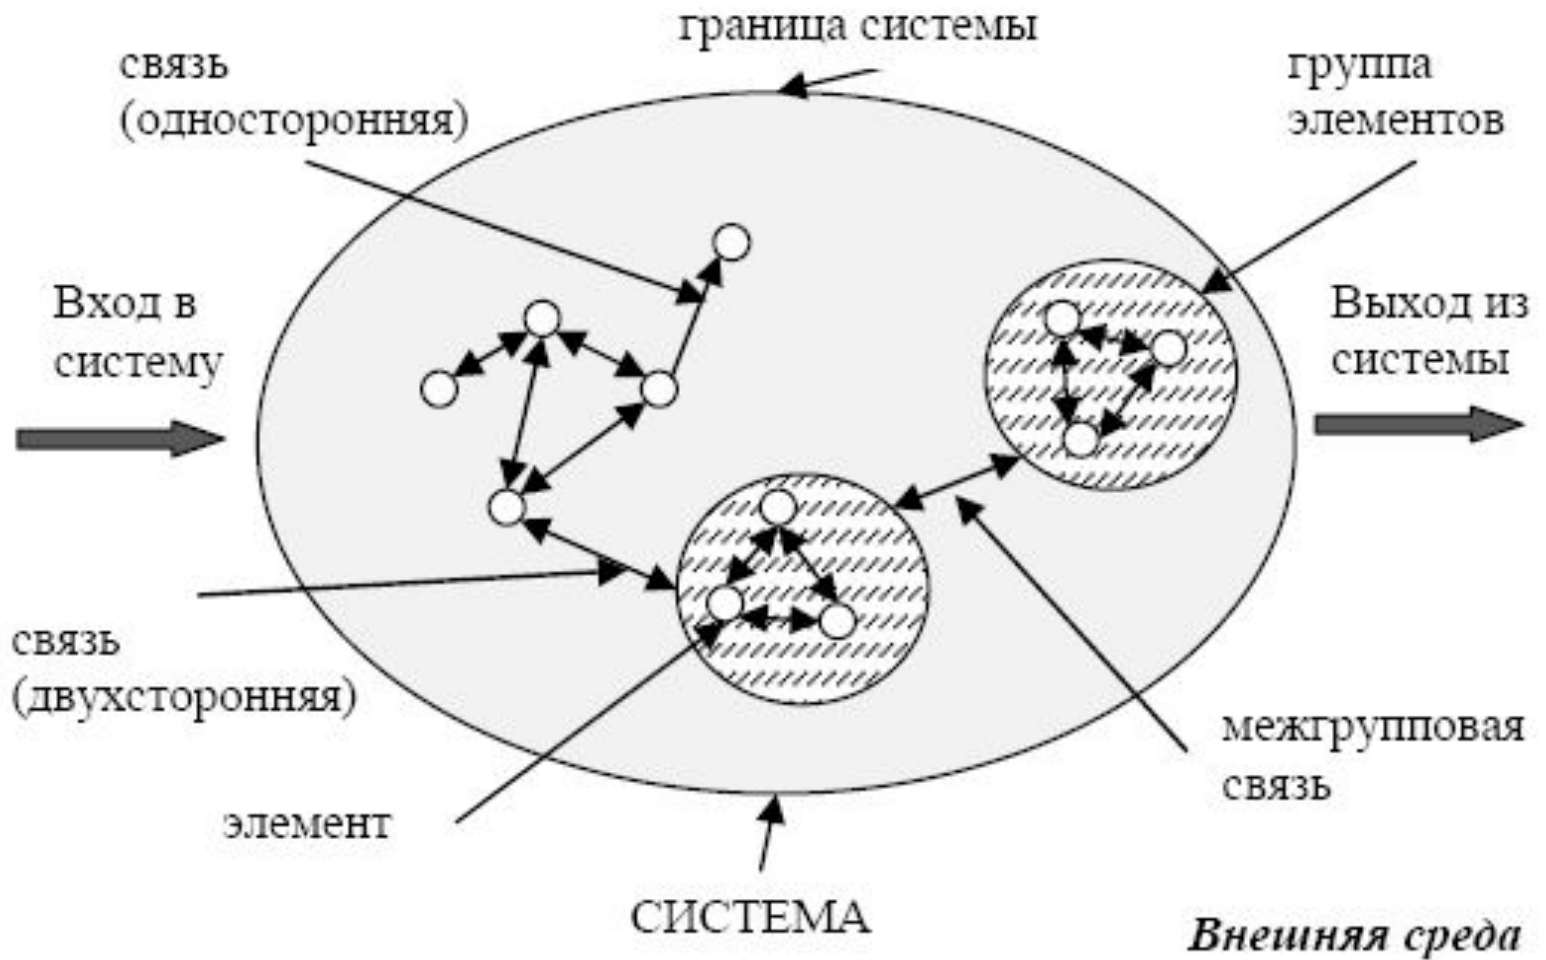 граница системы
связь
(односторонняя)
группа
элементов
Вход в
систему
Выход из
системы
связь
(двухсторонняя)
межгрупповая
связь
элемент
СИСТЕМА
Внешняя среда